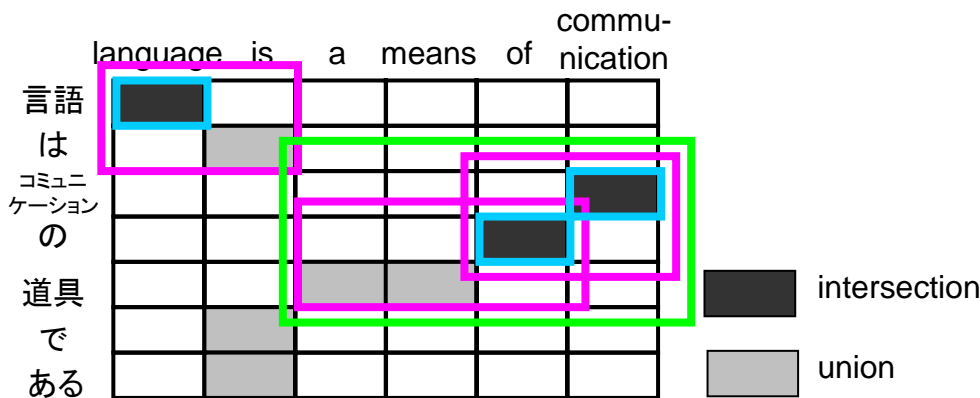 commu-
language is a means of nication
言語
は
コミュニ
ケーション
の
道具
で
ある
intersection
union